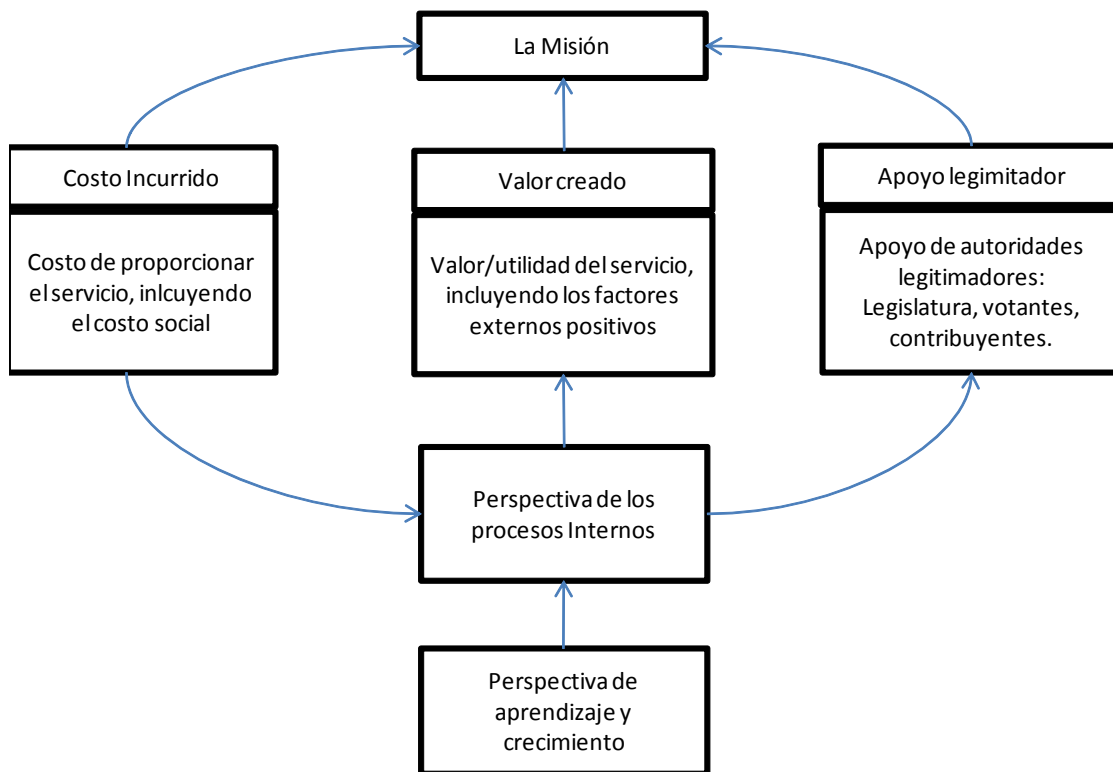 La Misión
Costo Incurrido
Costo de proporcionar
el servicio, inlcuyendo
el costo social
Valor creado
Valor/utilidad del servicio,
incluyendo los factores
externos positivos
Apoyo legimitador
Apoyo de autoridades
legitimadores:
Legislatura, votantes,
contribuyentes.
Perspectiva de los
procesos Internos
Perspectiva de
aprendizaje y
crecimiento